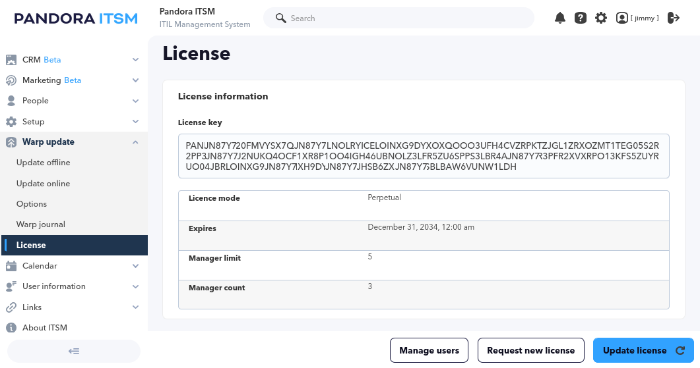 PANDORA ITSM
Pandora ITSM
ITIL Management System
Search
[ jimmy ]
CRM Beta
Marketing Beta
People
Setup
Warp update
Update offline
Update online
Options
Warp journal
License
Calendar
User information
Links
About ITSM
License
License information
License key
PANJN87Y720FMVYSX7QJN87Y7LNOLRYICELOINXG9DYXOXQOOO3UFH4CVZRPKTZJGL1ZRXOZMT1TEG05S2R
2PP3JN87Y7J2NUKQ4OCF1XR8P1OO4IGH46UBNOLZ3LFR5ZU6SPPS3LBR4AJN87Y7R3PFR2XVXRPO13KFS5ZUYR
UO04JBRLOINXG9JN87Y7IXH9D\JN87Y7JHSB6ZXJN87Y75BLBAW6VUNW1LDH
Licence mode Perpetual
Expires December 31, 2034, 12:00 am
Manager limit 5
Manager count 3
Manage users
Request new license
Update license